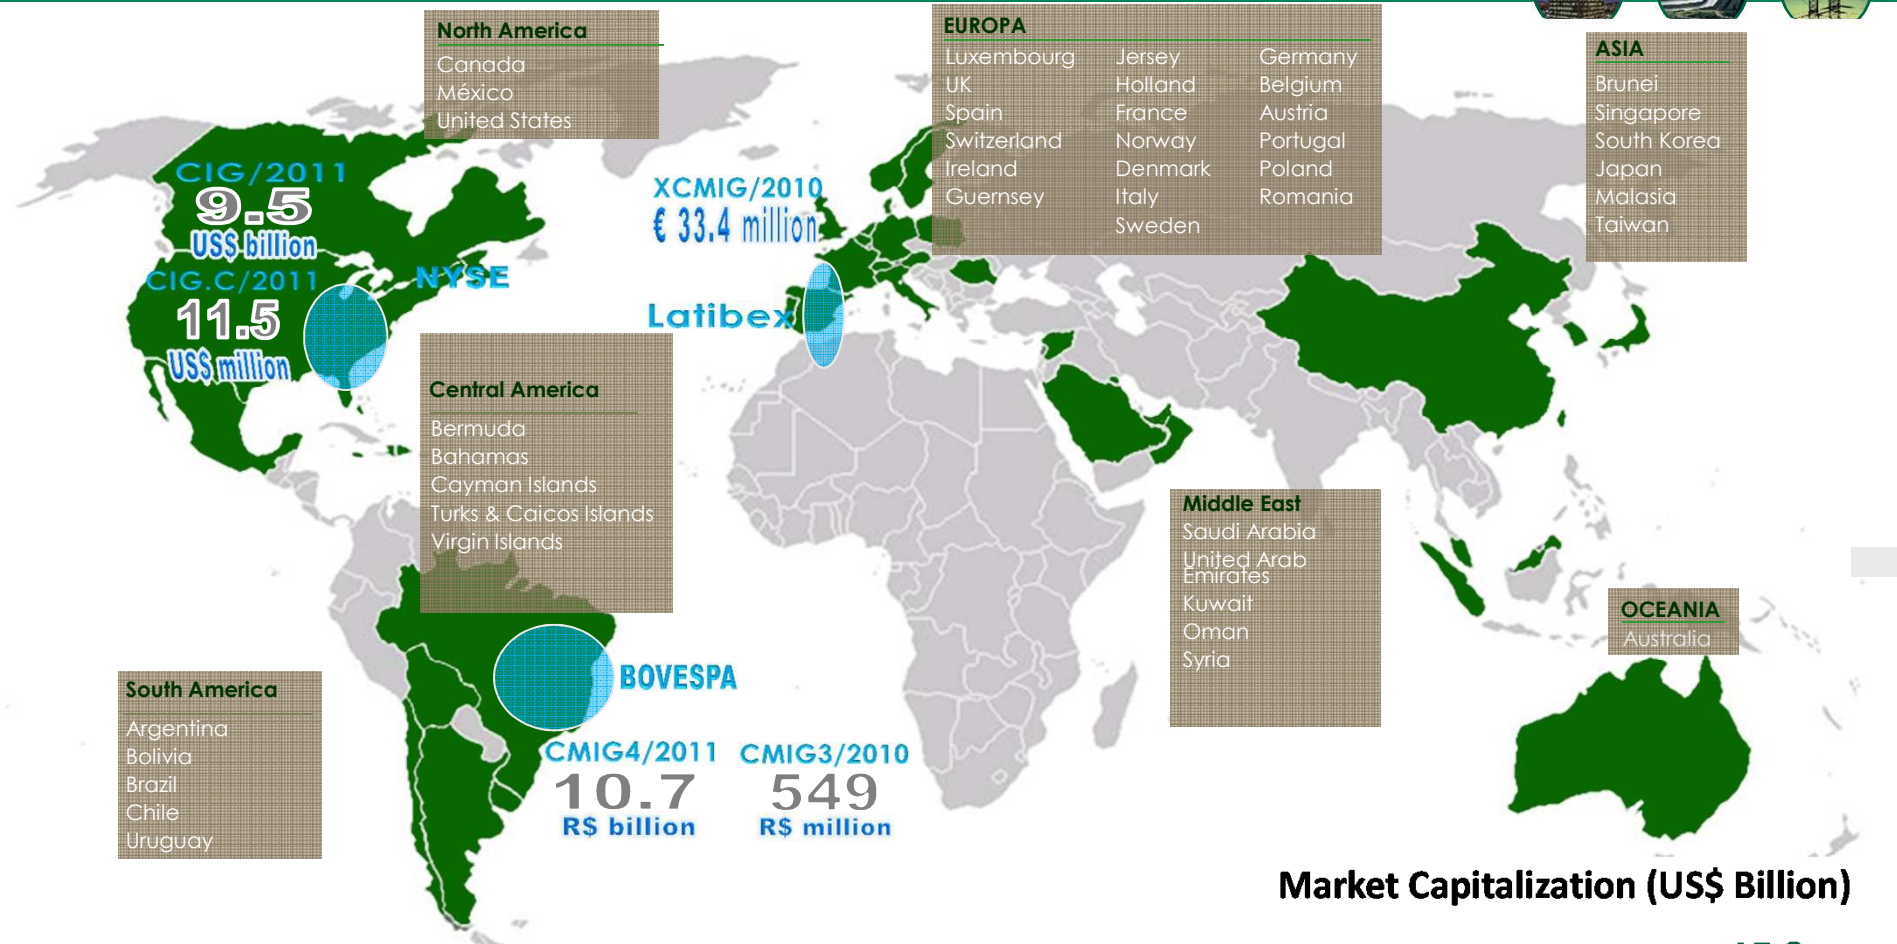 North America
Canada
México
United States
EUROPA
Luxembourg
UK
Spain
Switzerland
Ireland
Guernsey
Jersey
Holland
France
Norway
Denmark
Italy
Sweden
Germany
Belgium
Austria
Portugal
Poland
Romania
ASIA
Brunei
Singapore
South Korea
Japan
Malasia
Taiwan
CIG/2011
9.5
US$ billion
CIG.C/2011
11.5
US$ million
NYSE
XCMIG/2010
€ 33.4 million
Latibex
Central America
Bermuda
Bahamas
Cayman Islands
Turks & Caicos Islands
Virgin Islands
Middle East
Saudi Arabia
United Arab
Emirates
Kuwait
Oman
Syria
OCEANIA
Australia
South America
Argentina
Bolivia
Brazil
Chile
Uruguay
BOVESPA
CMIG4/2011
10.7
R$ billion
CMIG3/2010
549
R$ million
Market Capitalization (US$ Billion)